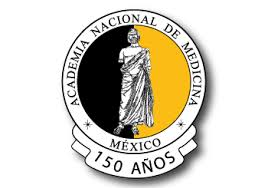 ACADEMIA NACIONAL DE MEDICINA
MÉXICO
150 AÑOS